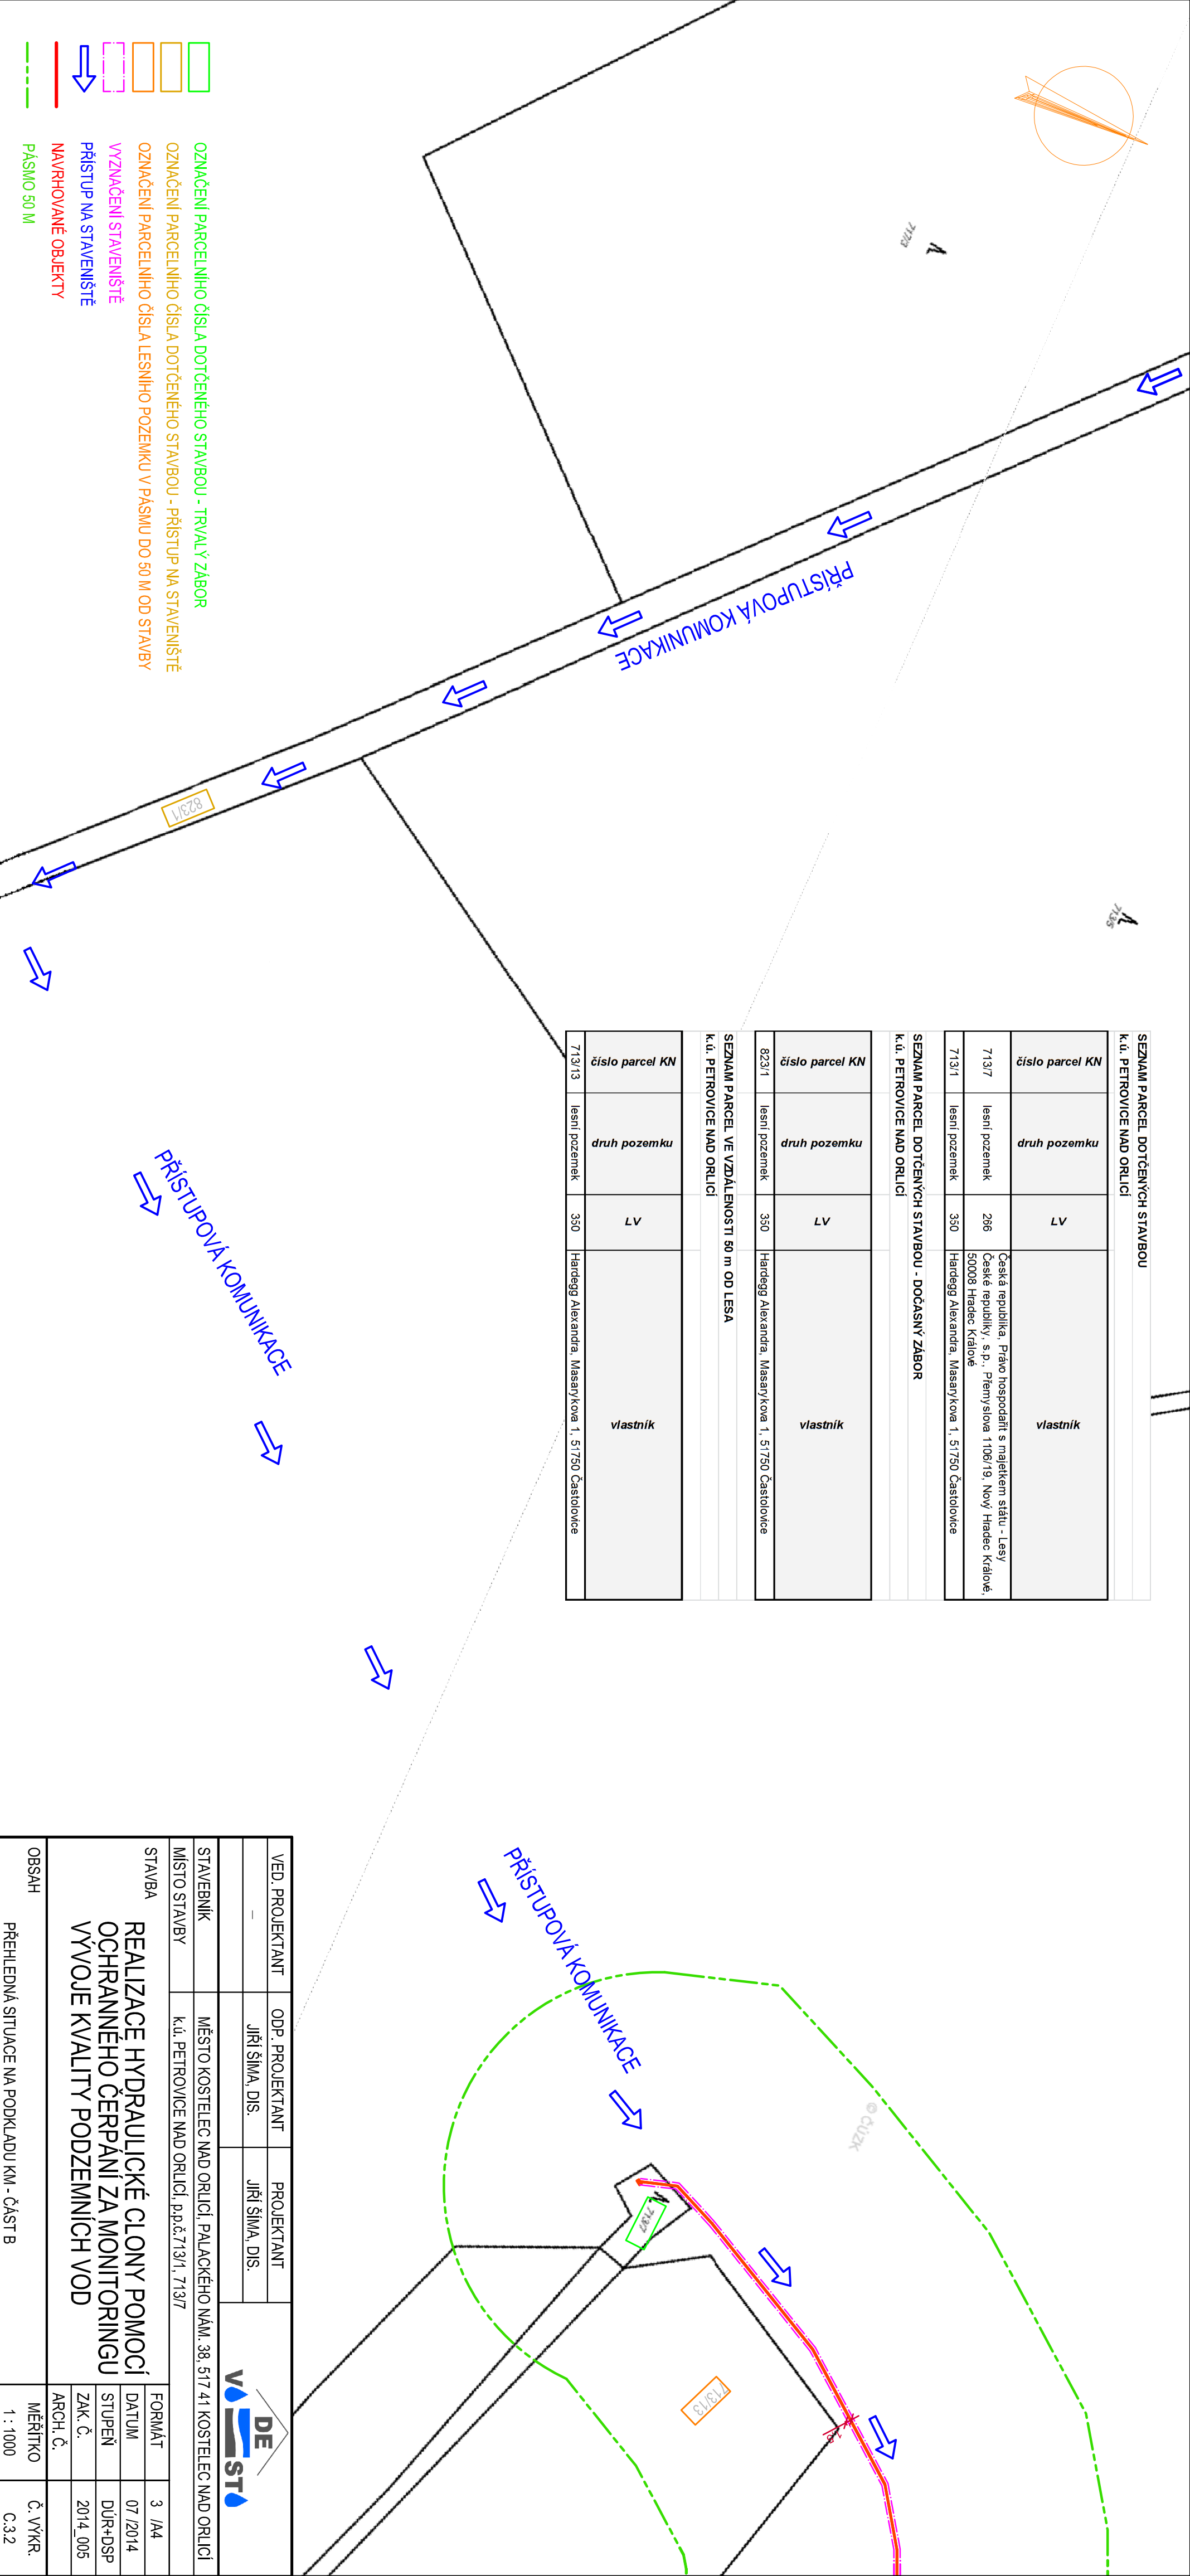 SEZNAM PARCEL DOTČENÝCH STAVBOU
k.ú. PETROVICE NAD ORLICÍ
číslo parcel KN druh pozemku LV vlastník
713/7 lesní pozemek 266 Česká republika, Právo hospodařit s majetkem státu - Lesy
České republiky, s.p., Přemyslova 1106/19, Nový Hradec Králové,
50008 Hradec Králové
713/1 lesní pozemek 350 Hardegg Alexandra, Masarykova 1, 51750 Častolovice
SEZNAM PARCEL DOTČENÝCH STAVBOU - DOČASNÝ ZÁBOR
k.ú. PETROVICE NAD ORLICÍ
číslo parcel KN druh pozemku LV vlastník
823/1 lesní pozemek 350 Hardegg Alexandra, Masarykova 1, 51750 Častolovice
SEZNAM PARCEL VE VZDÁLENOSTI 50 m OD LESA
k.ú. PETROVICE NAD ORLICÍ
číslo parcel KN druh pozemku LV vlastník
713/13 lesní pozemek 350 Hardegg Alexandra, Masarykova 1, 51750 Častolovice
717/3
713/5
PŘÍSTUPOVÁ KOMUNIKACE
823/1
PŘÍSTUPOVÁ KOMUNIKACE
PŘÍSTUPOVÁ KOMUNIKACE
© ČÚZK
713/7
713/13
OZNAČENÍ PARCELNÍHO ČÍSLA DOTČENÉHO STAVBOU - TRVALÝ ZÁBOR
OZNAČENÍ PARCELNÍHO ČÍSLA DOTČENÉHO STAVBOU - PŘÍSTUP NA STAVENIŠTĚ
OZNAČENÍ PARCELNÍHO ČÍSLA LESNÍHO POZEMKU V PÁSMU DO 50 M OD STAVBY
VYZNAČENÍ STAVENIŠTĚ
PŘÍSTUP NA STAVENIŠTĚ
NAVRHOVANÉ OBJEKTY
PÁSMO 50 M
VED. PROJEKTANT ODP. PROJEKTANT PROJEKTANT
– JIŘÍ ŠÍMA, DIS. JIŘÍ ŠÍMA, DIS.
DE
VO STO
STAVEBNÍK MĚSTO KOSTELEC NAD ORLICÍ, PALACKÉHO NÁM. 38, 517 41 KOSTELEC NAD ORLICÍ
MÍSTO STAVBY k.ú. PETROVICE NAD ORLICÍ, p.p.č.713/1, 713/7
STAVBA
REALIZACE HYDRAULICKÉ CLONY POMOCÍ
OCHRANNÉHO ČERPÁNÍ ZA MONITORINGU
VÝVOJE KVALITY PODZEMNÍCH VOD
FORMÁT 3 /A4
DATUM 07 /2014
STUPEŇ DÚR+DSP
ZAK. Č. 2014_005
ARCH. Č.
OBSAH
PŘEHLEDNÁ SITUACE NA PODKLADU KM - ČÁST B
MĚŘÍTKO Č. VÝKR.
1 : 1000 C.3.2